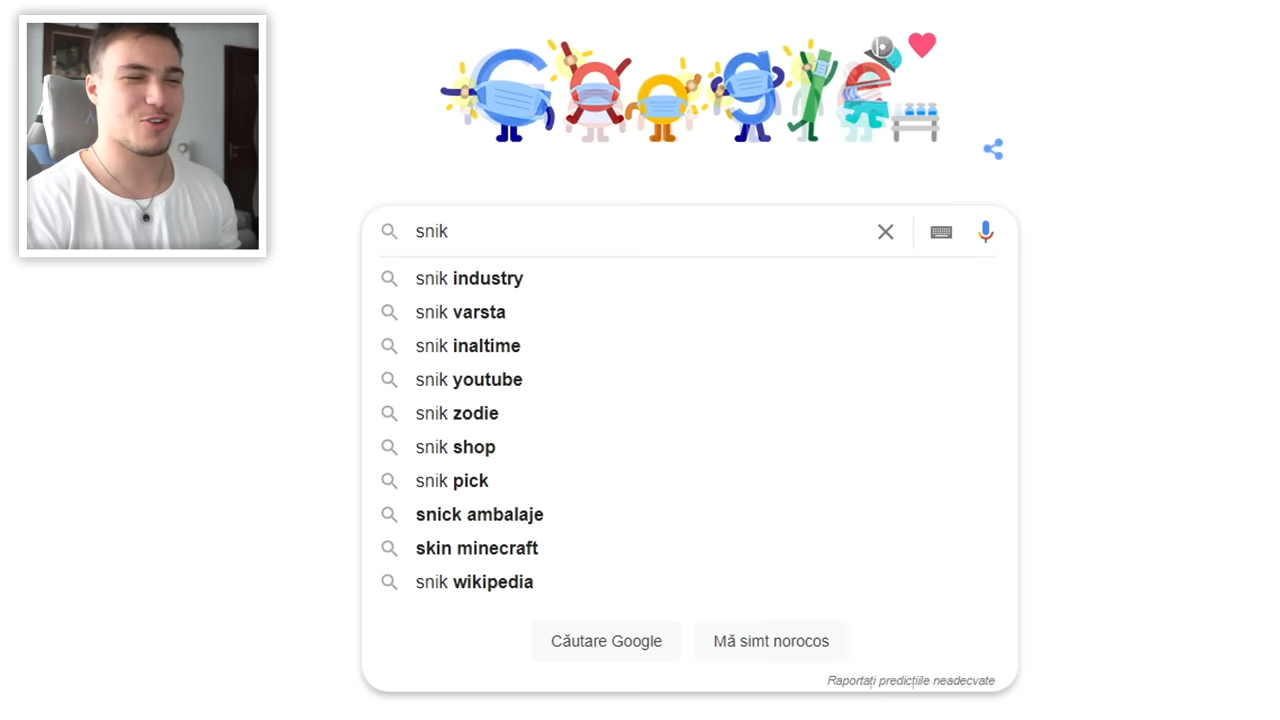 Google
snik
snik industry
snik varsta
snik inaltime
snik youtube
snik zodie
snik shop
snik pick
snick ambalaje
skin minecraft
snik wikipedia
Căutare Google
Mă simt norocos
Raportați predicțiile neadecvate